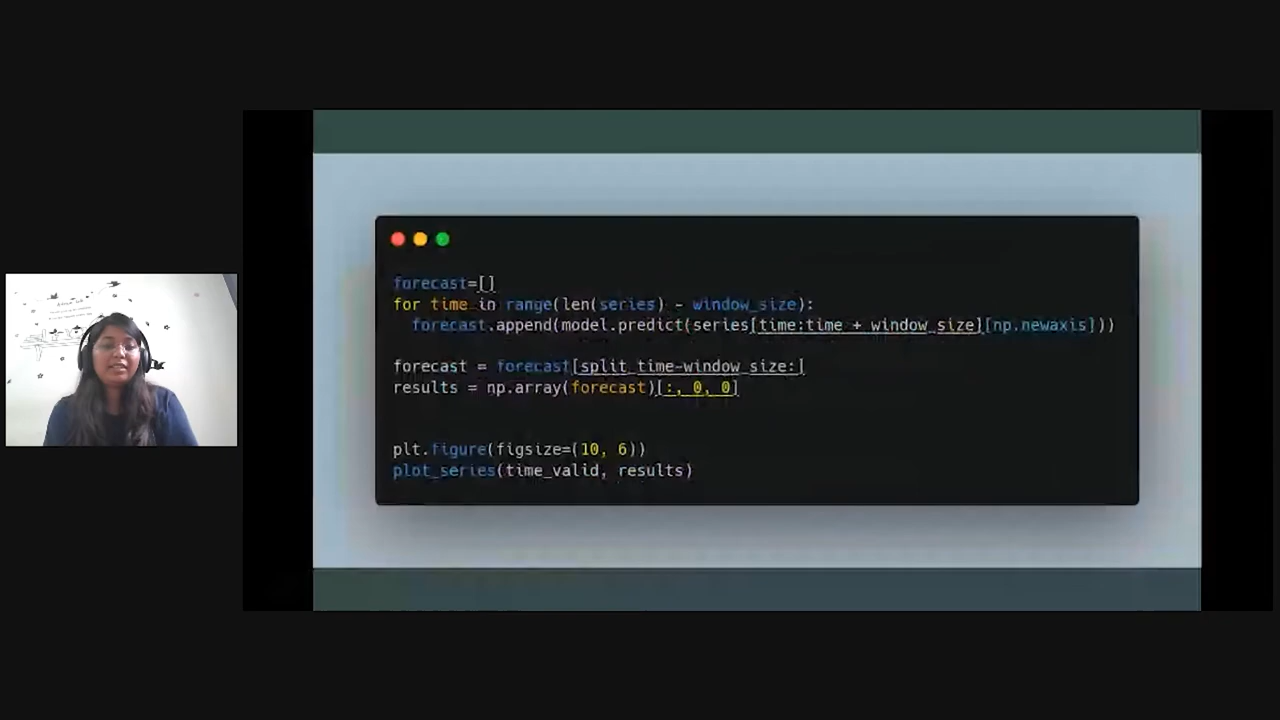 forecast=[]
for time in range(len(series) - window_size):
forecast.append(model.predict(series[time:time + window_size][np.newaxis]))
forecast = forecast[split_time-window_size:]
results = np.array(forecast)[:, 0, 0]
plt.figure(figsize=(10, 6))
plot_series(time_valid, results)